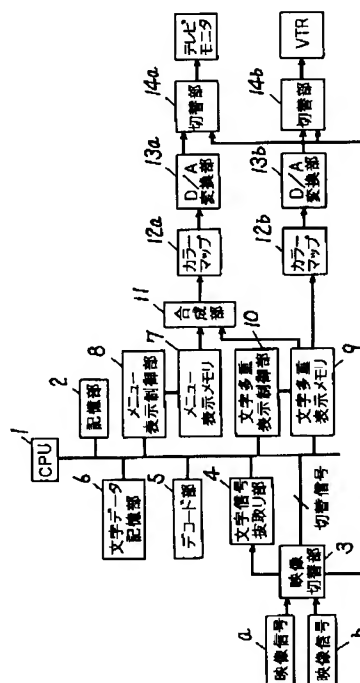 1
CPU
2
記憶部
8
メニュー
表示制御部
7
メニュー
表示メモリ
10
文字多重
表示制御部
文字多重
表示メモリ
9
6
文字データ
記憶部
5
デコード部
4
文字信号
抜取り部
切替信号
映像
切替部
3
a
映像信号
映像信号
b
11
合成部
12a
カラー
マップ
13a
D/A
変換部
14a
切替部
テレビ
モニタ
12b
カラー
マップ
13b
D/A
変換部
14b
切替部
VTR